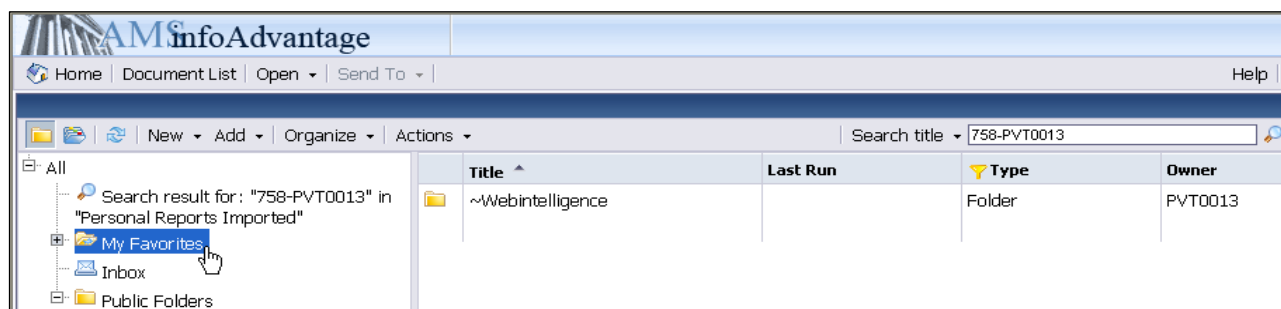 AMSinfoAdvantage
Home | Document List | Open | Send To | Help |
New Add | Organize | Actions | Search title 758-PVT0013
All Title Last Run Type Owner
Search result for: "758-PVT0013" in ~Webintelligence Folder PVT0013
"Personal Reports Imported"
My Favorites
Inbox
Public Folders